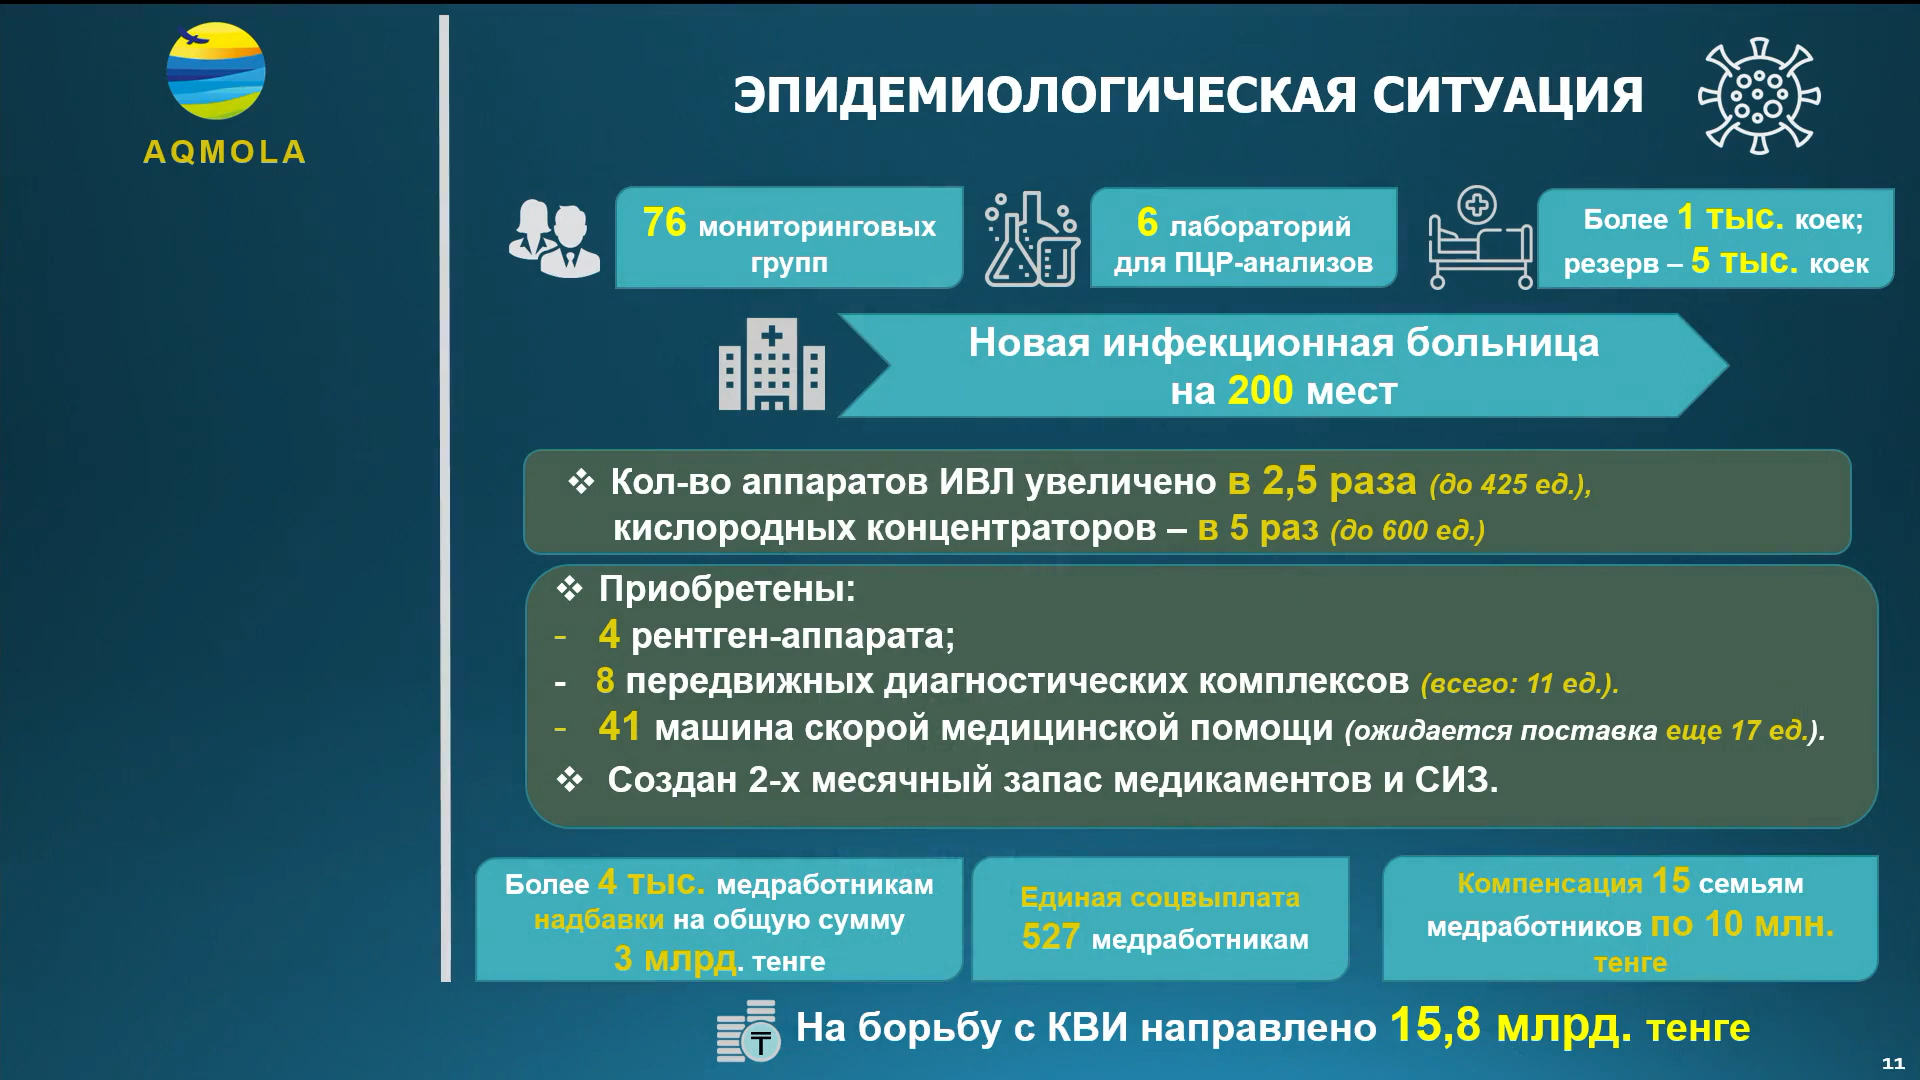 AQMOLA
ЭПИДЕМИОЛОГИЧЕСКАЯ СИТУАЦИЯ
76 мониторинговых
групп
6 лабораторий
для ПЦР-анализов
Более 1 тыс. коек;
резерв – 5 тыс. коек
Новая инфекционная больница
на 200 мест
❖ Кол-во аппаратов ИВЛ увеличено в 2,5 раза (до 425 ед.),
кислородных концентраторов – в 5 раз (до 600 ед.)
❖ Приобретены:
- 4 рентген-аппарата;
- 8 передвижных диагностических комплексов (всего: 11 ед.).
- 41 машина скорой медицинской помощи (ожидается поставка еще 17 ед.).
❖ Создан 2-х месячный запас медикаментов и СИЗ.
Более 4 тыс. медработникам
надбавки на общую сумму
3 млрд. тенге
Единая соцвыплата
527 медработникам
Компенсация 15 семьям
медработников по 10 млн.
тенге
₸
На борьбу с КВИ направлено 15,8 млрд. тенге
11